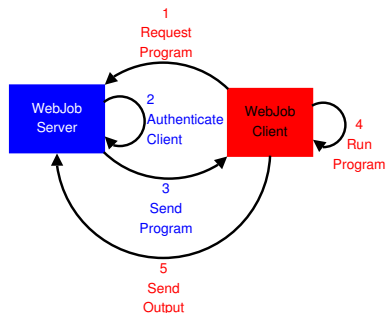 1
Request
Program
WebJob
Server
2
Authenticate
Client
WebJob
Client
4
Run
Program
3
Send
Program
5
Send
Output